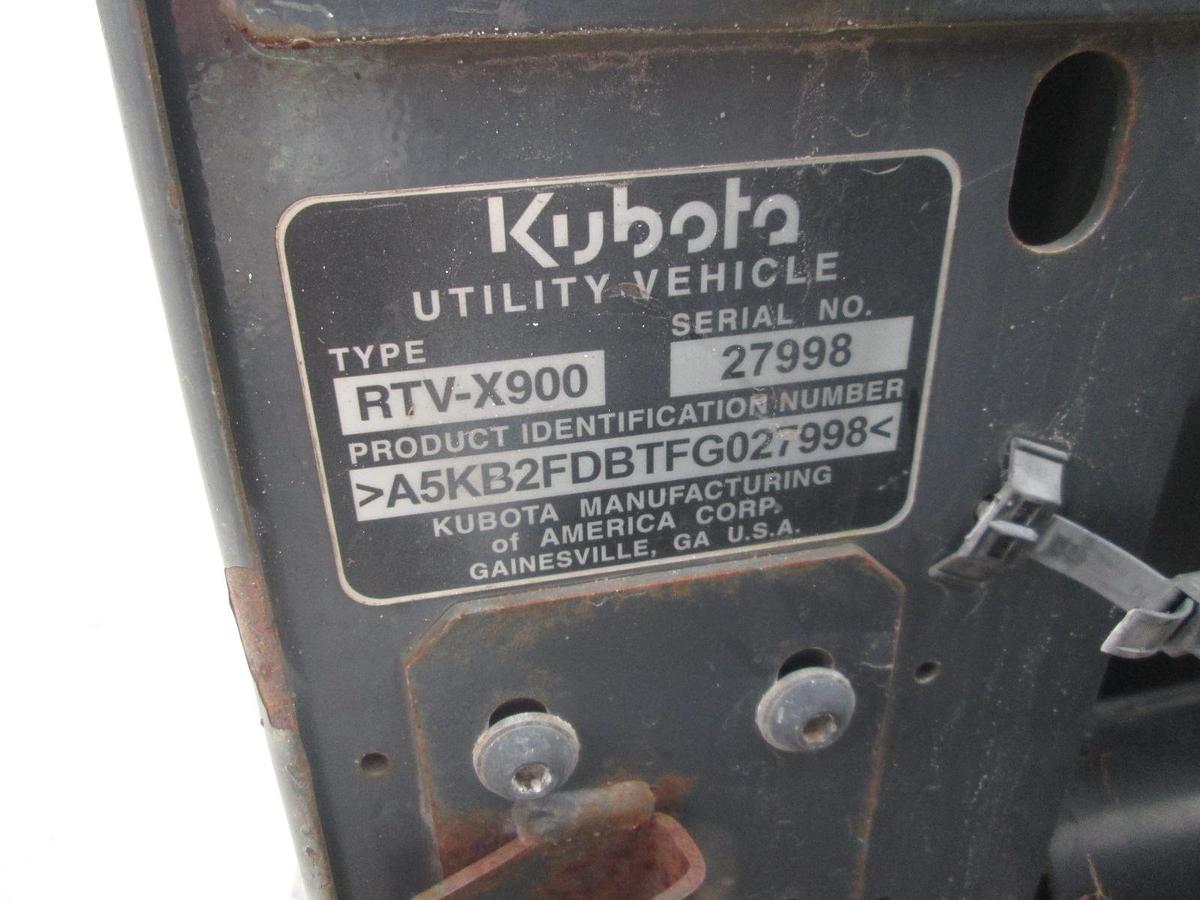 Kubota
UTILITY VEHICLE
TYPE SERIAL NO.
RTV-X900 27998
PRODUCT IDENTIFICATION NUMBER
>A5KB2FDBTFG027998<
KUBOTA MANUFACTURING
of AMERICA CORP.
GAINESVILLE, GA U.S.A.